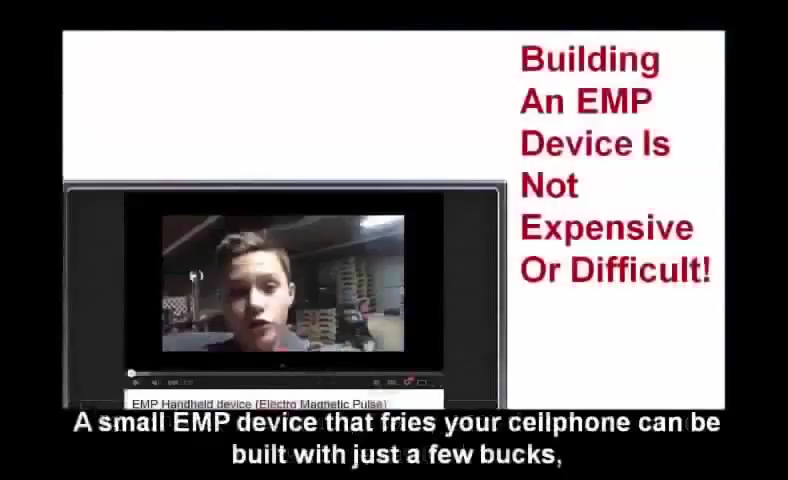 Building
An EMP
Device Is
Not
Expensive
Or Difficult!
EMP Handheld device (Electro Magnetic Pulse)
A small EMP device that fries your cellphone can be
built with just a few bucks,